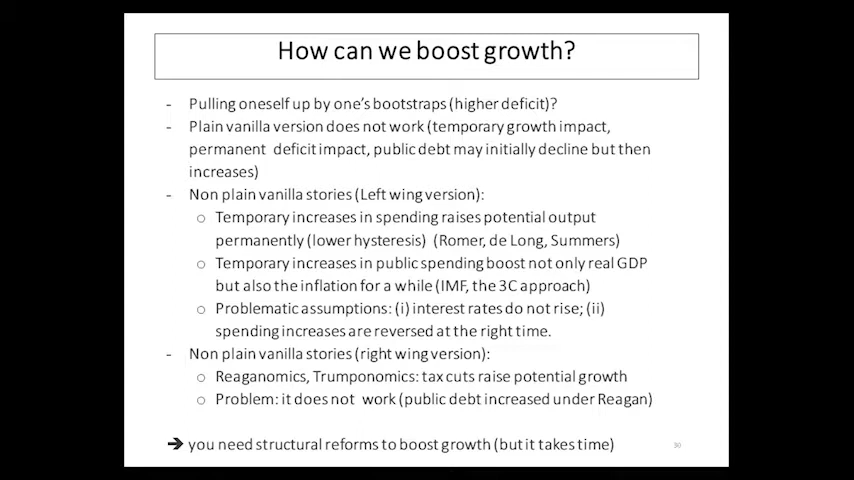 How can we boost growth?
- Pulling oneself up by one's bootstraps (higher deficit)?
- Plain vanilla version does not work (temporary growth impact,
permanent deficit impact, public debt may initially decline but then
increases)
- Non plain vanilla stories (Left wing version):
o Temporary increases in spending raises potential output
permanently (lower hysteresis) (Romer, de Long, Summers)
o Temporary increases in public spending boost not only real GDP
but also the inflation for a while (IMF, the 3C approach)
o Problematic assumptions: (i) interest rates do not rise; (ii)
spending increases are reversed at the right time.
- Non plain vanilla stories (right wing version):
o Reaganomics, Trumponomics: tax cuts raise potential growth
o Problem: it does not work (public debt increased under Reagan)
➔ you need structural reforms to boost growth (but it takes time)
30